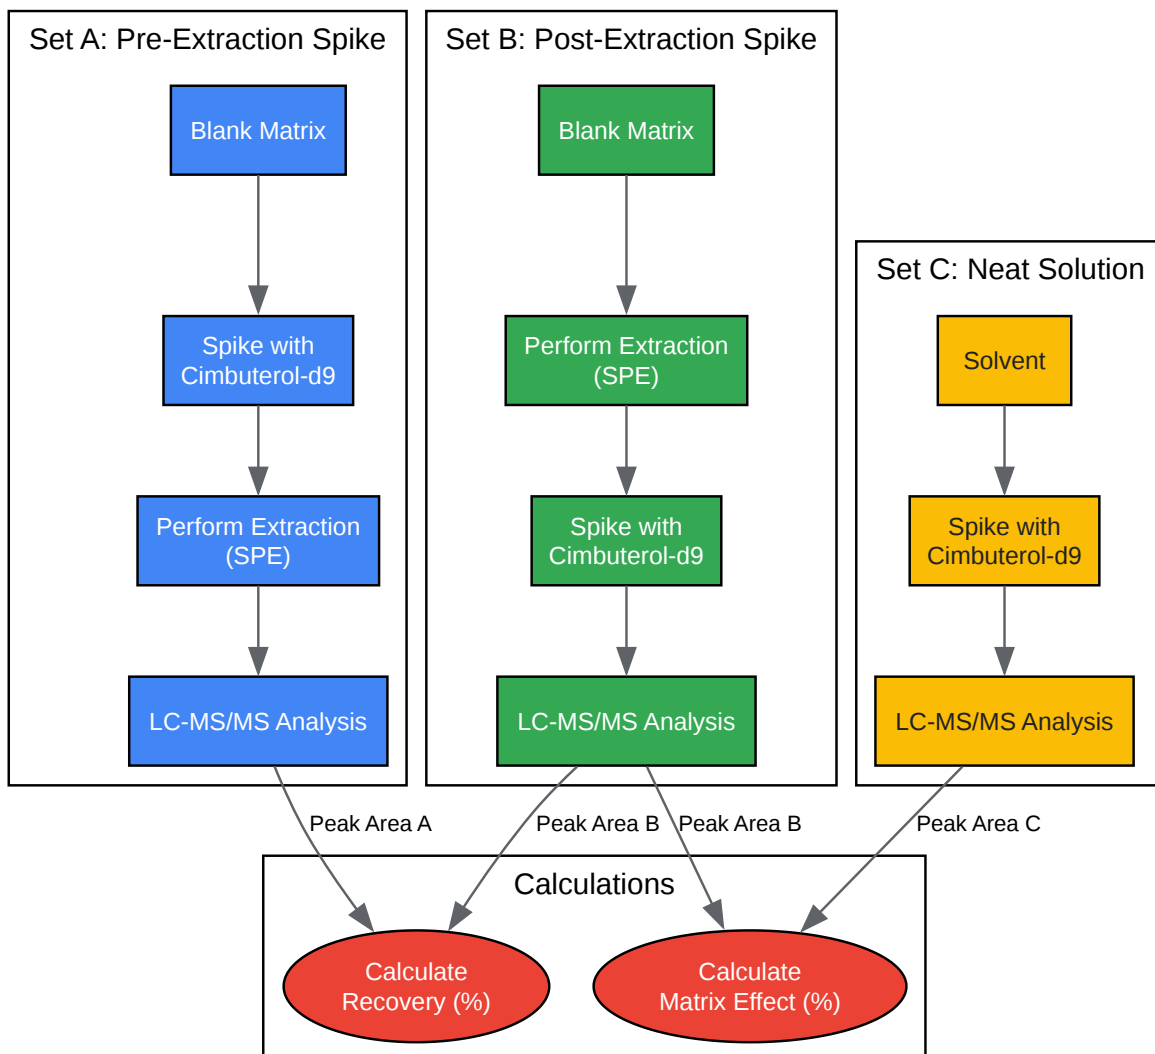 Set A: Pre-Extraction Spike
Blank Matrix
Spike with
Cimbuterol-d9
Perform Extraction
(SPE)
LC-MS/MS Analysis
Set B: Post-Extraction Spike
Blank Matrix
Perform Extraction
(SPE)
Spike with
Cimbuterol-d9
LC-MS/MS Analysis
Set C: Neat Solution
Solvent
Spike with
Cimbuterol-d9
LC-MS/MS Analysis
Peak Area A
Peak Area B
Peak Area B
Peak Area C
Calculations
Calculate
Recovery (%)
Calculate
Matrix Effect (%)